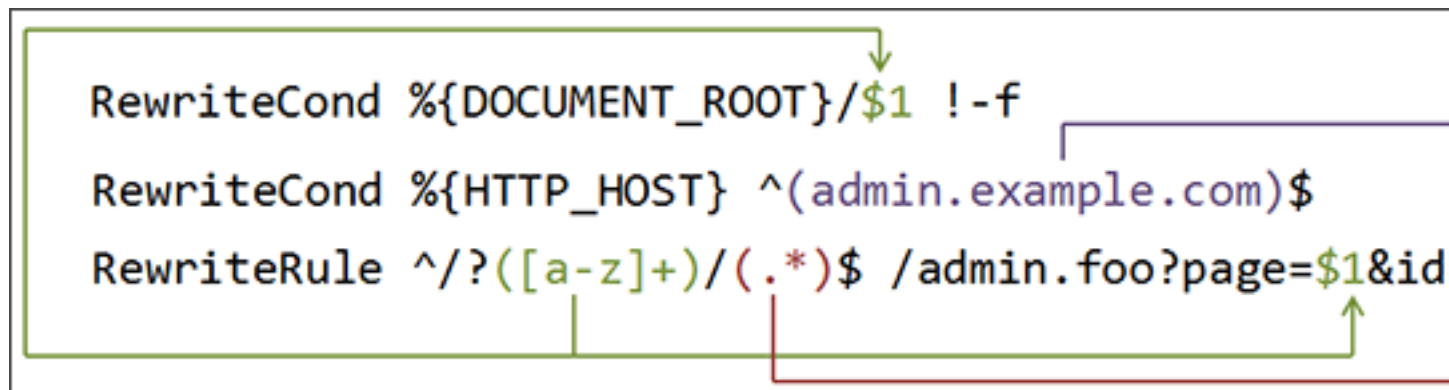 RewriteCond %{DOCUMENT_ROOT}/$1 !-f
RewriteCond %{HTTP_HOST} ^(admin.example.com)$
RewriteRule ^/?([a-z]+)/(.*)$ /admin.foo?page=$1&id